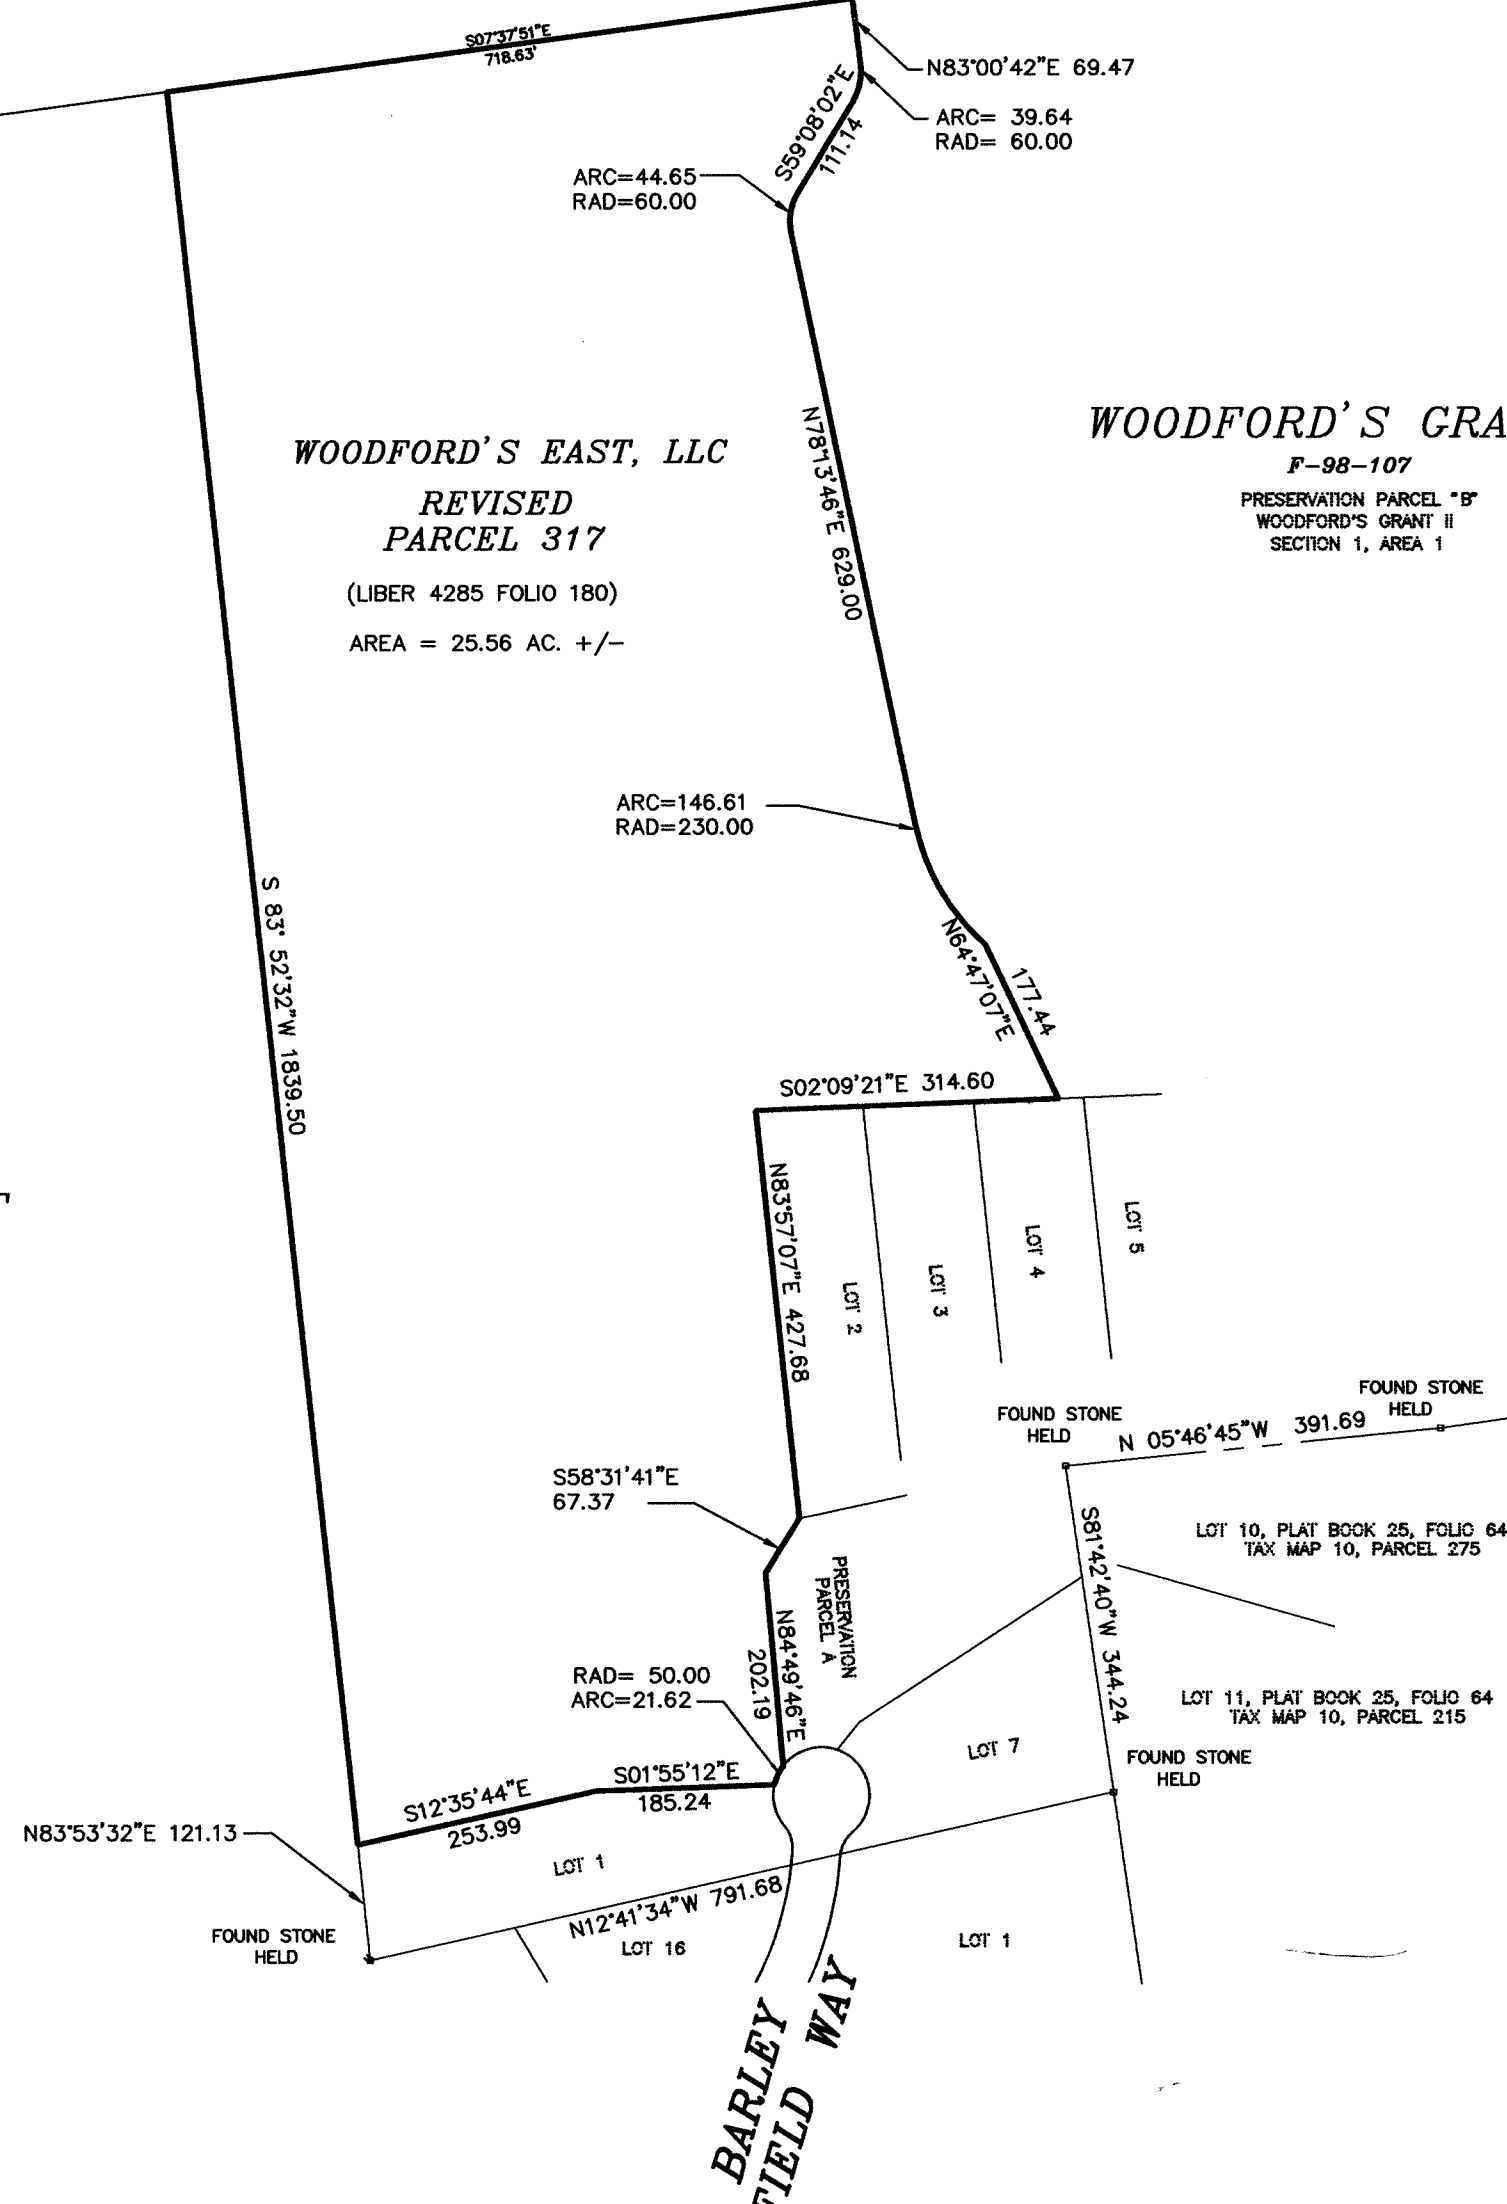 S07°37'51"E
718.63'
N83°00'42"E 69.47
ARC= 39.64
RAD= 60.00
S59°08'02"E
111.14
ARC=44.65
RAD=60.00
N78°13'46"E 629.00
WOODFORD'S EAST, LLC
REVISED
PARCEL 317
(LIBER 4285 FOLIO 180)
AREA = 25.56 AC. +/-
WOODFORD'S GRA
F-98-107
PRESERVATION PARCEL "B"
WOODFORD'S GRANT II
SECTION 1, AREA 1
ARC=146.61
RAD=230.00
S 83° 52'32"W 1839.50
N64°47'07"E
177.44
S02°09'21"E 314.60
N83°57'07"E 427.68
LOT 2
LOT 3
LOT 4
LOT 5
FOUND STONE
HELD
N 05°46'45"W 391.69
FOUND STONE
HELD
S58°31'41"E
67.37
S81°42'40"W 344.24
LOT 10, PLAT BOOK 25, FOLIO 64
TAX MAP 10, PARCEL 275
PRESERVATION
PARCEL A
N84°49'46"E
202.19
RAD= 50.00
ARC=21.62
LOT 11, PLAT BOOK 25, FOLIO 64
TAX MAP 10, PARCEL 215
LOT 7
FOUND STONE
HELD
S01°55'12"E
185.24
S12°35'44"E
253.99
N83°53'32"E 121.13
LOT 1
N12°41'34"W 791.68
FOUND STONE
HELD
LOT 16
LOT 1
BARLEY
FIELD WAY